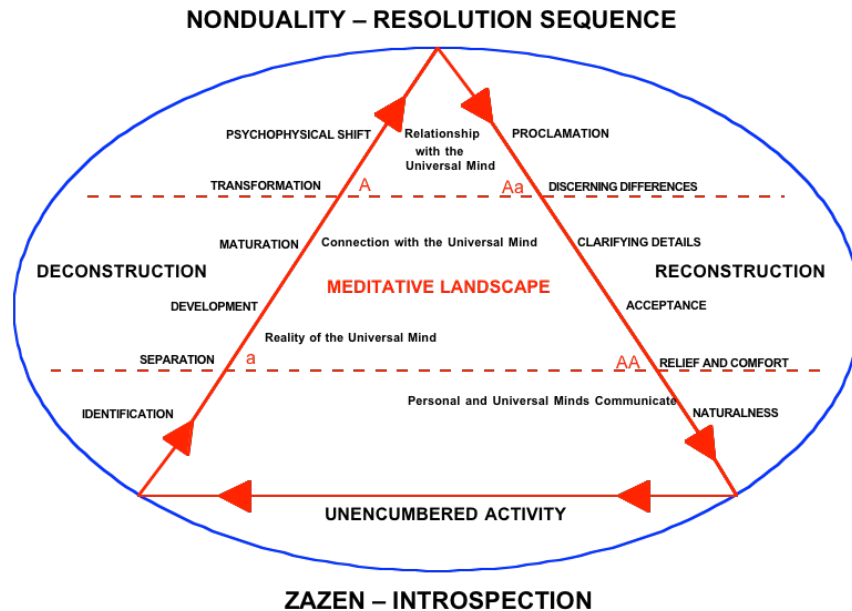 NONDUALITY – RESOLUTION SEQUENCE
PSYCHOPHYSICAL SHIFT
Relationship
with the
Universal Mind
PROCLAMATION
TRANSFORMATION
A
Aa
DISCERNING DIFFERENCES
MATURATION
Connection with the Universal Mind
CLARIFYING DETAILS
DECONSTRUCTION
MEDITATIVE LANDSCAPE
RECONSTRUCTION
DEVELOPMENT
ACCEPTANCE
Reality of the Universal Mind
SEPARATION
a
AA
RELIEF AND COMFORT
IDENTIFICATION
Personal and Universal Minds Communicate
NATURALNESS
UNENCUMBERED ACTIVITY
ZAZEN – INTROSPECTION